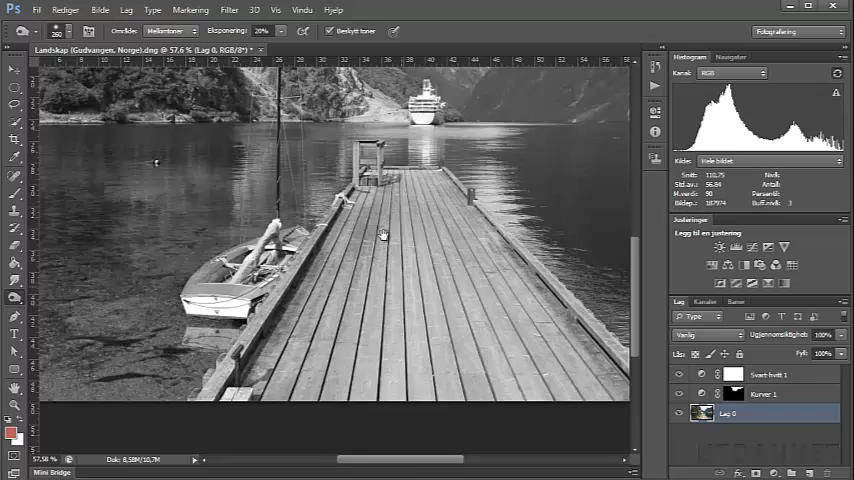 Ps Fil Rediger Bilde Lag Type Markering Filter 3D Vis Vindu Hjelp
260 Område: Mellomtoner Eksponering: 20% Beskytt toner Fotografering
Landskap (Gudvangen, Norge).dng @ 57,6 % (Lag 0, RGB/8*) * ×
Histogram Navigator
Kanal: RGB
Kilde: Hele bildet
Snitt: 110,75 Nivå:
Std.av.: 56,84 Antall:
M.verdi: 90 Persentil:
Bildep.: 187974 Buff.nivå: 3
Justeringer
Legg til en justering
Lag Kanaler Baner
Type
Vanlig Ugjennomsiktighet: 100%
Lås: Fyll: 100%
Svart-hvitt 1
Kurver 1
Lag 0
57,58 % Dok: 8,58M/10,7M
Mini Bridge